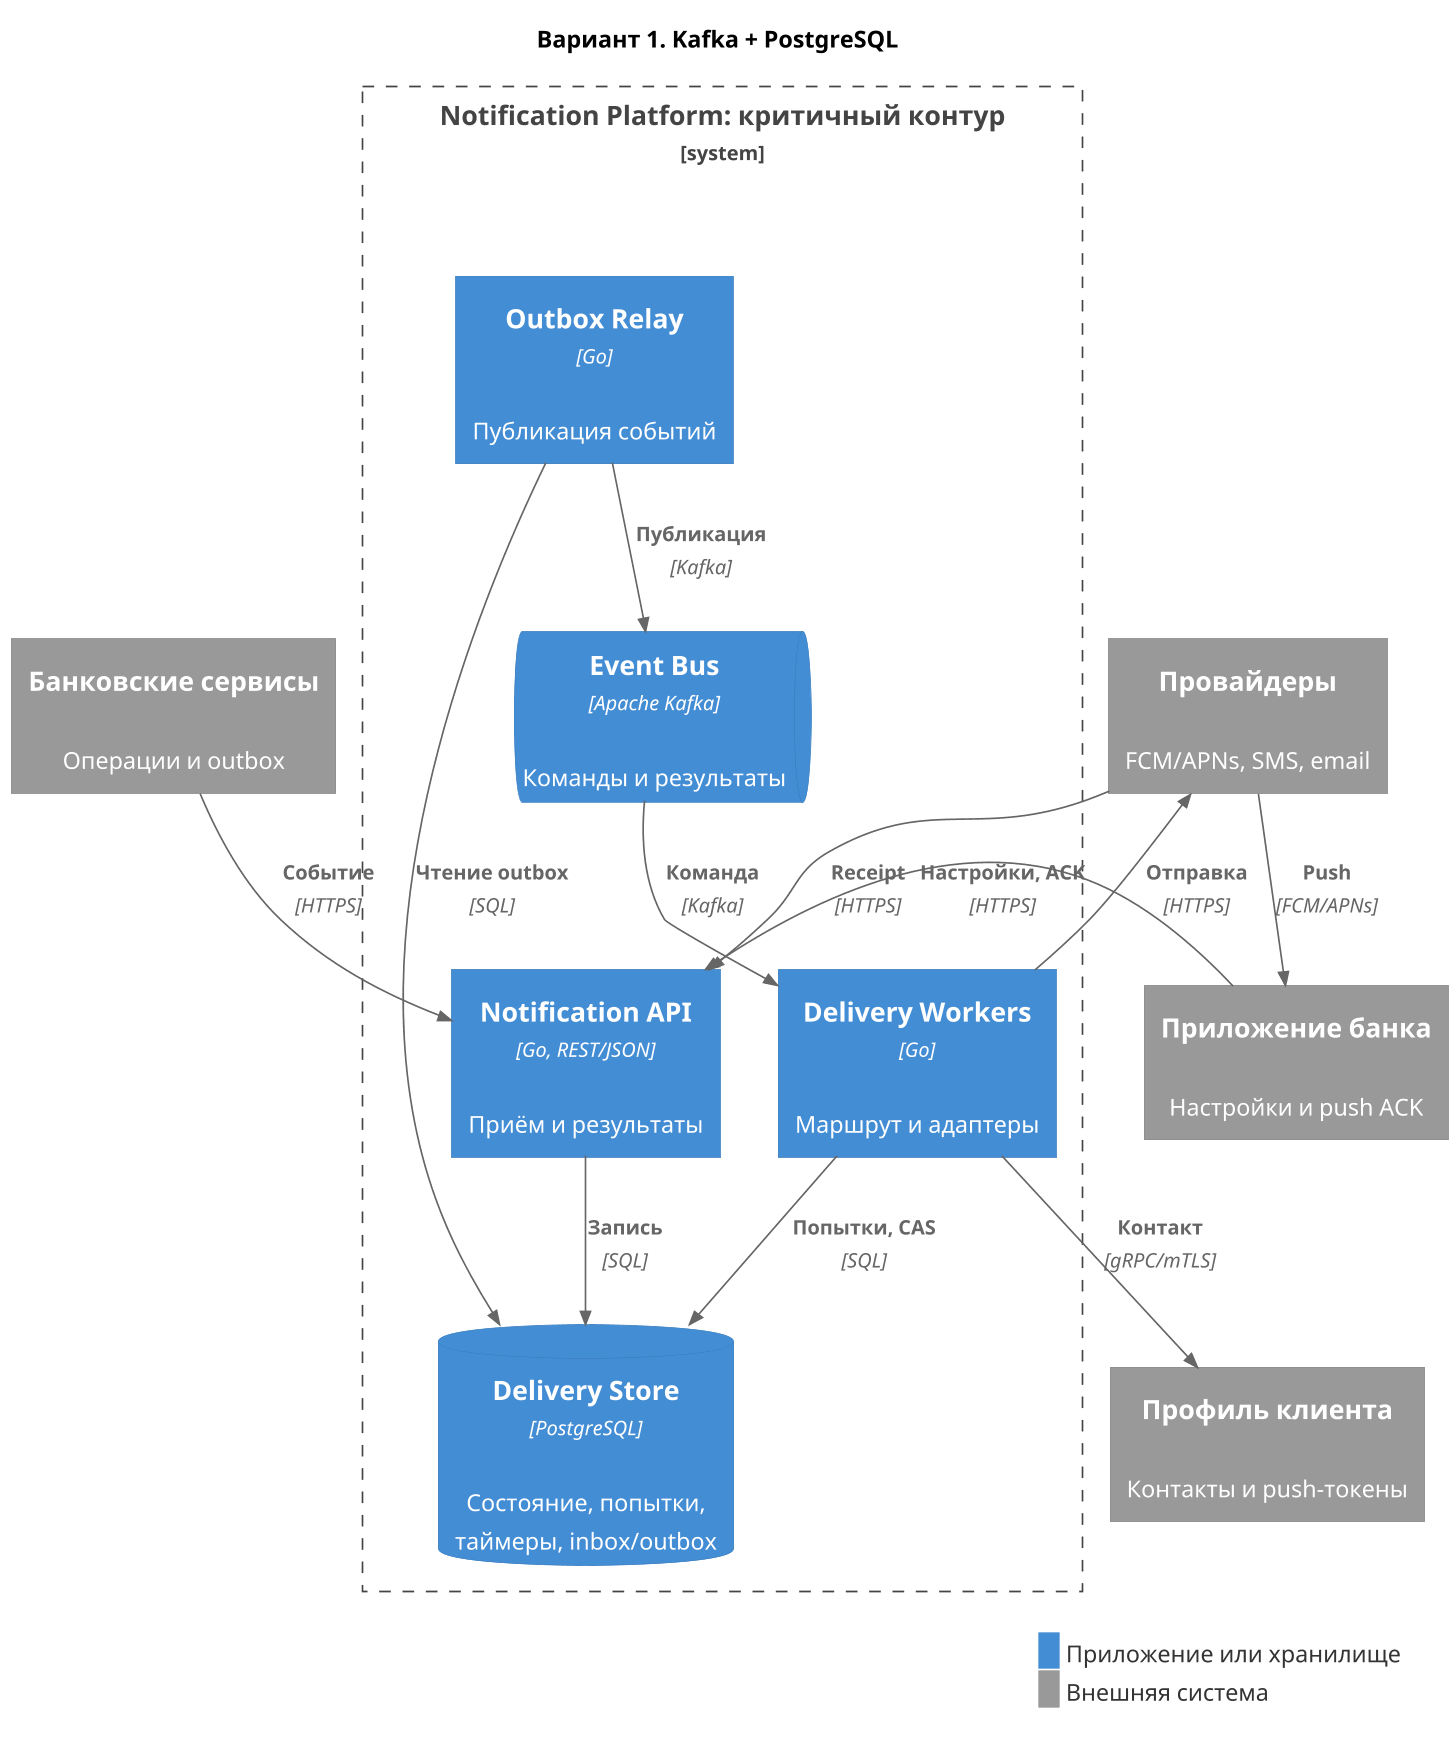 Вариант 1. Kafka + PostgreSQL
Notification Platform: критичный контур
[system]
Outbox Relay
[Go]
Публикация событий
Публикация
[Kafka]
Банковские сервисы
Операции и outbox
Event Bus
[Apache Kafka]
Команды и результаты
Провайдеры
FCM/APNs, SMS, email
Событие
[HTTPS]
Чтение outbox
[SQL]
Команда
[Kafka]
Receipt
[HTTPS]
Настройки, ACK
[HTTPS]
Отправка
[HTTPS]
Push
[FCM/APNs]
Notification API
[Go, REST/JSON]
Приём и результаты
Delivery Workers
[Go]
Маршрут и адаптеры
Приложение банка
Настройки и push ACK
Запись
[SQL]
Попытки, CAS
[SQL]
Контакт
[gRPC/mTLS]
Delivery Store
[PostgreSQL]
Состояние, попытки,
таймеры, inbox/outbox
Профиль клиента
Контакты и push-токены
Приложение или хранилище
Внешняя система